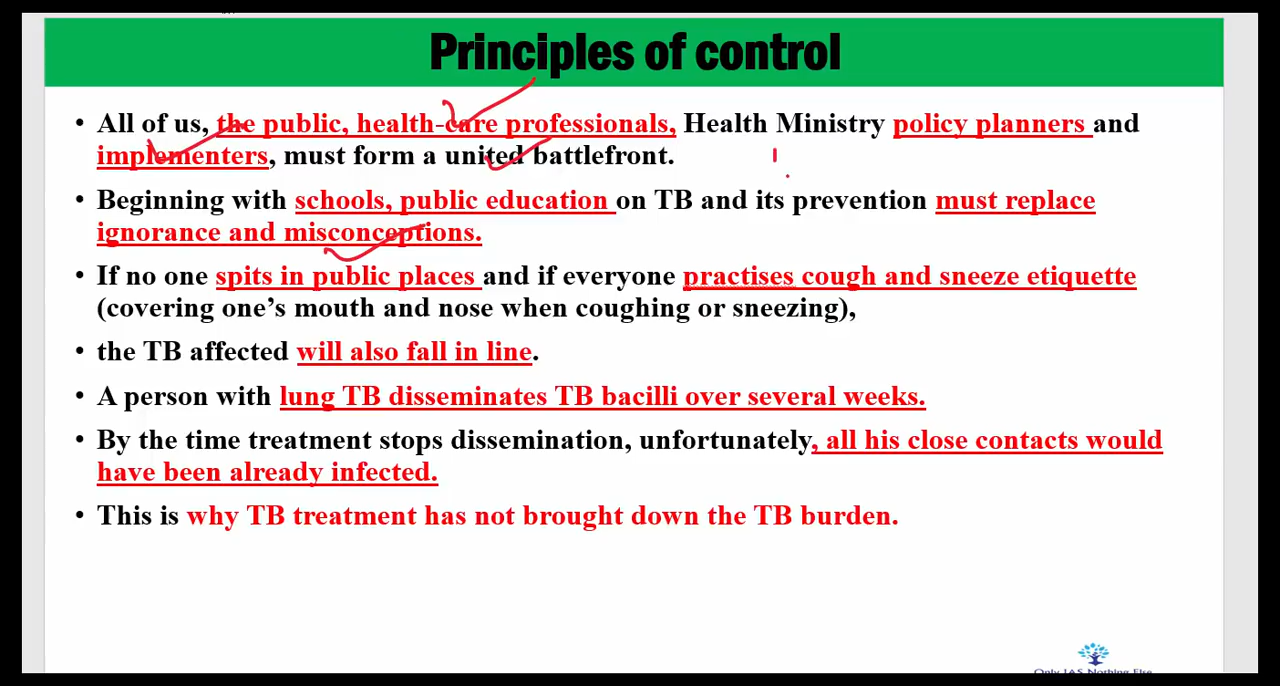 Principles of control
• All of us, the public, health-care professionals, Health Ministry policy planners and
implementers, must form a united battlefront.
• Beginning with schools, public education on TB and its prevention must replace
ignorance and misconceptions.
• If no one spits in public places and if everyone practises cough and sneeze etiquette
(covering one’s mouth and nose when coughing or sneezing),
• the TB affected will also fall in line.
• A person with lung TB disseminates TB bacilli over several weeks.
• By the time treatment stops dissemination, unfortunately, all his close contacts would
have been already infected.
• This is why TB treatment has not brought down the TB burden.
Only IAS Nothing Else